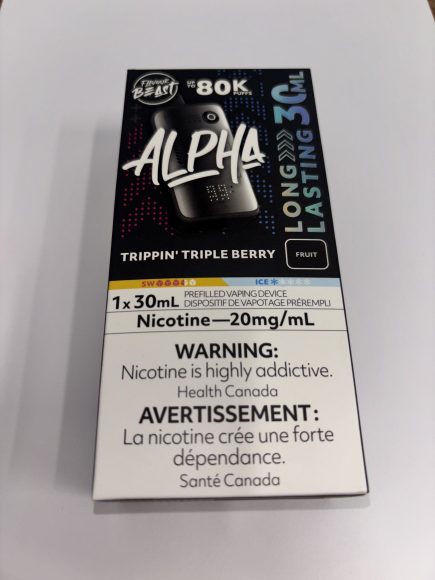 FLAVOUR
BEAST
UP TO 80K PUFFS
ALPHA
LONG LASTING 30ML
TRIPPIN' TRIPLE BERRY
FRUIT
SW
ICE
1 x 30mL PREFILLED VAPING DEVICE
DISPOSITIF DE VAPOTAGE PRÉREMPLI
Nicotine—20mg/mL
WARNING:
Nicotine is highly addictive.
Health Canada
AVERTISSEMENT:
La nicotine crée une forte
dépendance.
Santé Canada